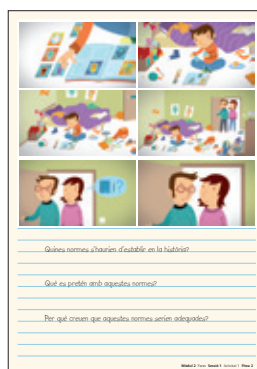 Quines normes s'haurien d'establir en la història?
Què es pretén amb aquestes normes?
Per què creuen que aquestes normes serien adequades?